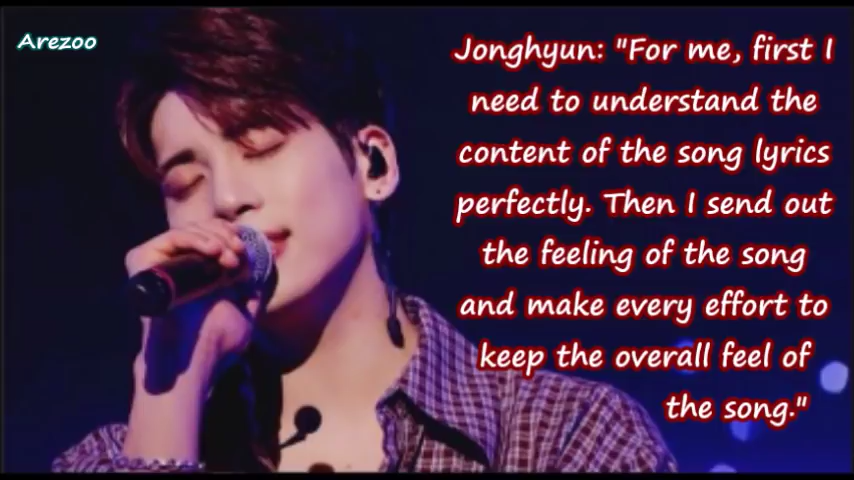 Arezoo
Jonghyun: "For me, first I
need to understand the
content of the song lyrics
perfectly. Then I send out
the feeling of the song
and make every effort to
keep the overall feel of
the song."